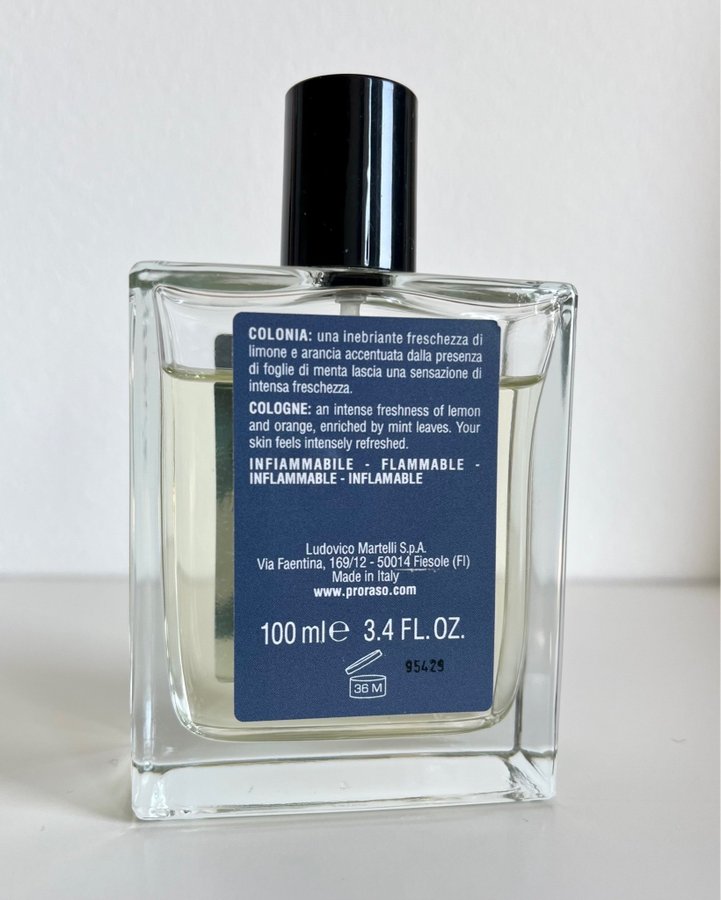 COLONIA: una inebriante freschezza di
limone e arancia accentuata dalla presenza
di foglie di menta lascia una sensazione di
intensa freschezza.
COLOGNE: an intense freshness of lemon
and orange, enriched by mint leaves. Your
skin feels intensely refreshed.
INFIAMMABILE - FLAMMABLE -
INFLAMMABLE - INFLAMABLE
Ludovico Martelli S.p.A.
Via Faentina, 169/12 - 50014 Fiesole (FI)
Made in Italy
www.proraso.com
100 ml℮ 3.4 FL. OZ.
95429
36 M